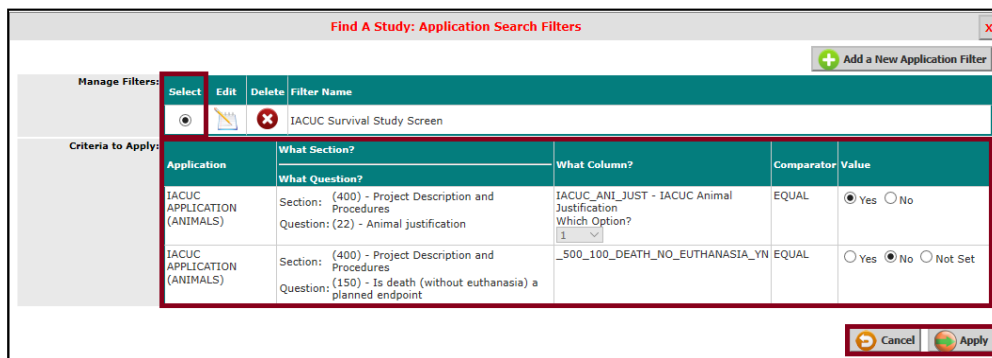 Find A Study: Application Search Filters
X
Add a New Application Filter
Manage Filters:
Select Edit Delete Filter Name
IACUC Survival Study Screen
Criteria to Apply:
Application What Section? What Question? What Column? Comparator Value
IACUC APPLICATION (ANIMALS)
Section: (400) - Project Description and Procedures
Question: (22) - Animal justification
IACUC_ANI_JUST - IACUC Animal Justification
Which Option?
1
EQUAL
Yes No
IACUC APPLICATION (ANIMALS)
Section: (400) - Project Description and Procedures
Question: (150) - Is death (without euthanasia) a planned endpoint
_500_100_DEATH_NO_EUTHANASIA_YN EQUAL
Yes No Not Set
Cancel Apply